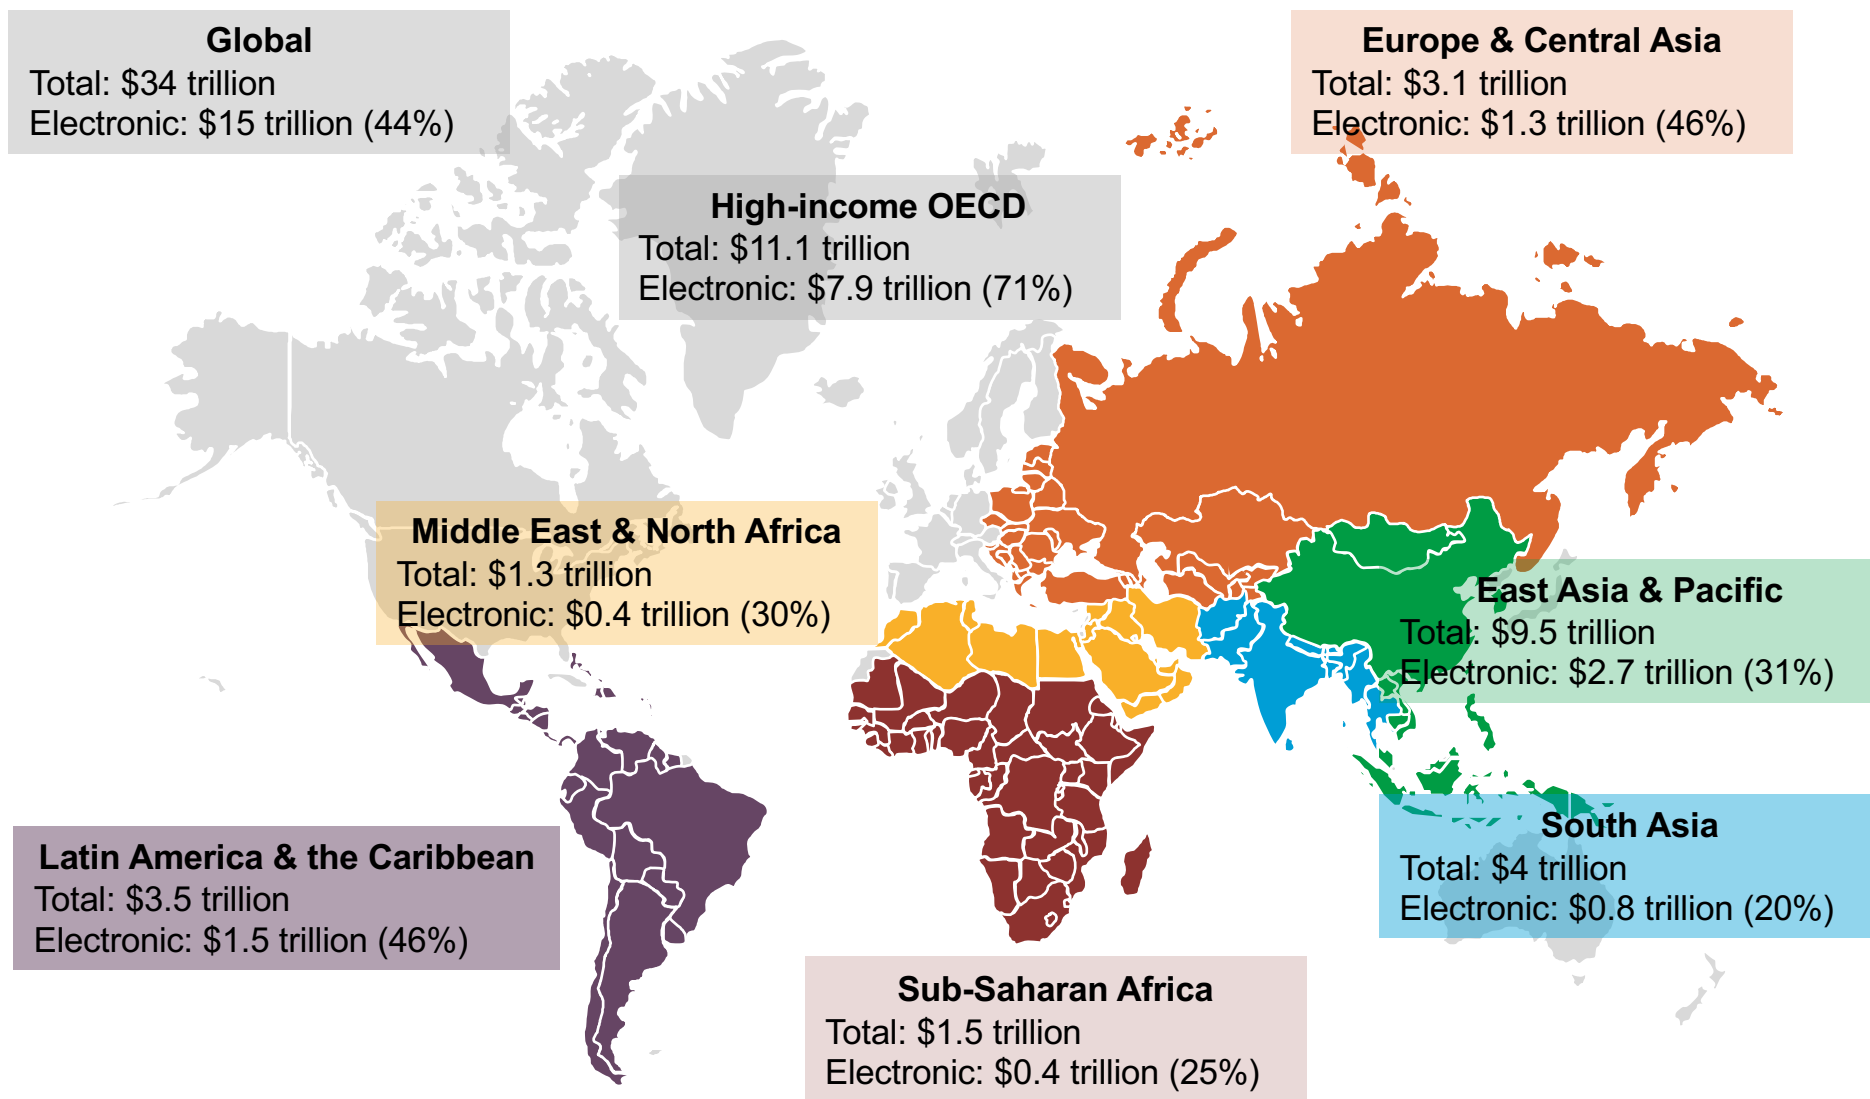 Global
Total: $34 trillion
Electronic: $15 trillion (44%)
Europe & Central Asia
Total: $3.1 trillion
Electronic: $1.3 trillion (46%)
High-income OECD
Total: $11.1 trillion
Electronic: $7.9 trillion (71%)
Middle East & North Africa
Total: $1.3 trillion
Electronic: $0.4 trillion (30%)
East Asia & Pacific
Total: $9.5 trillion
Electronic: $2.7 trillion (31%)
Latin America & the Caribbean
Total: $3.5 trillion
Electronic: $1.5 trillion (46%)
South Asia
Total: $4 trillion
Electronic: $0.8 trillion (20%)
Sub-Saharan Africa
Total: $1.5 trillion
Electronic: $0.4 trillion (25%)